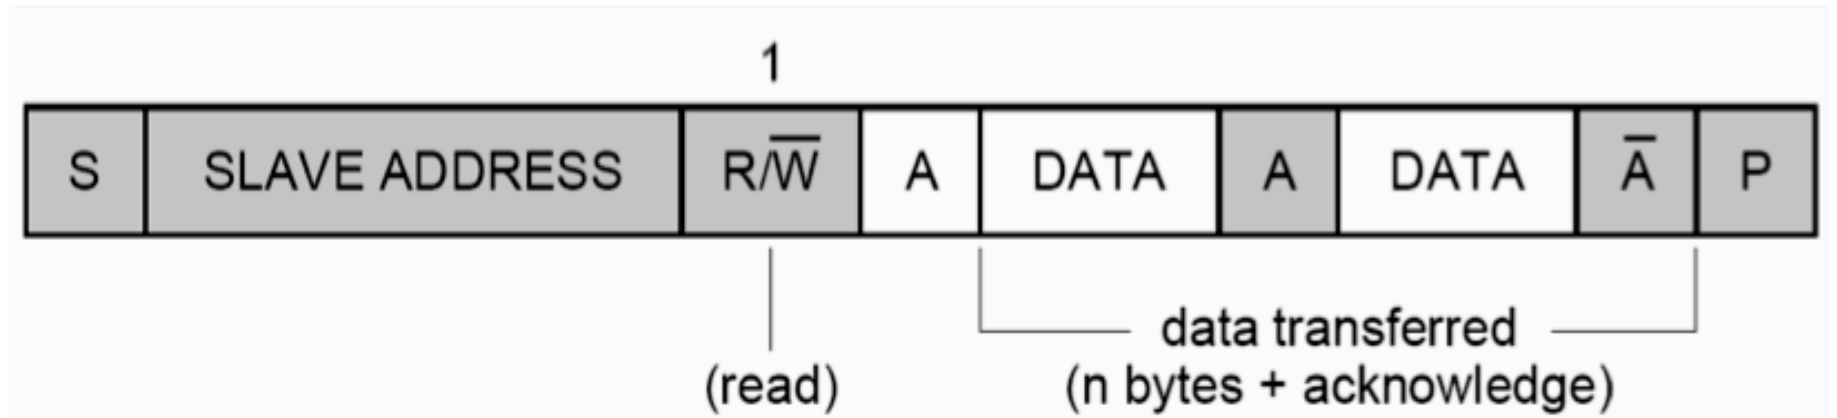 1
S SLAVE ADDRESS R/W̅ A DATA A DATA A̅ P
data transferred
(read) (n bytes + acknowledge)